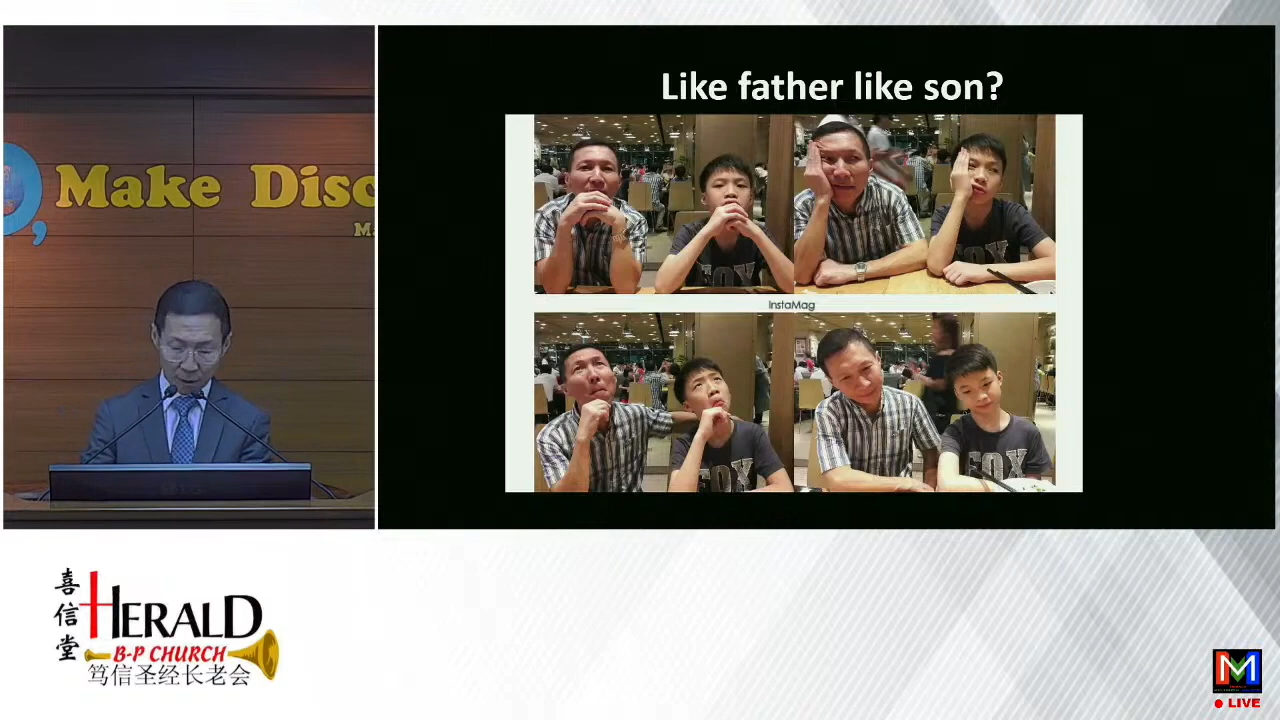 Make Disc
M.
Like father like son?
InstaMag
FOX
FOX
FOX
FOX
喜信堂
HERALD
B-P CHURCH
笃信圣经长老会
LIVE